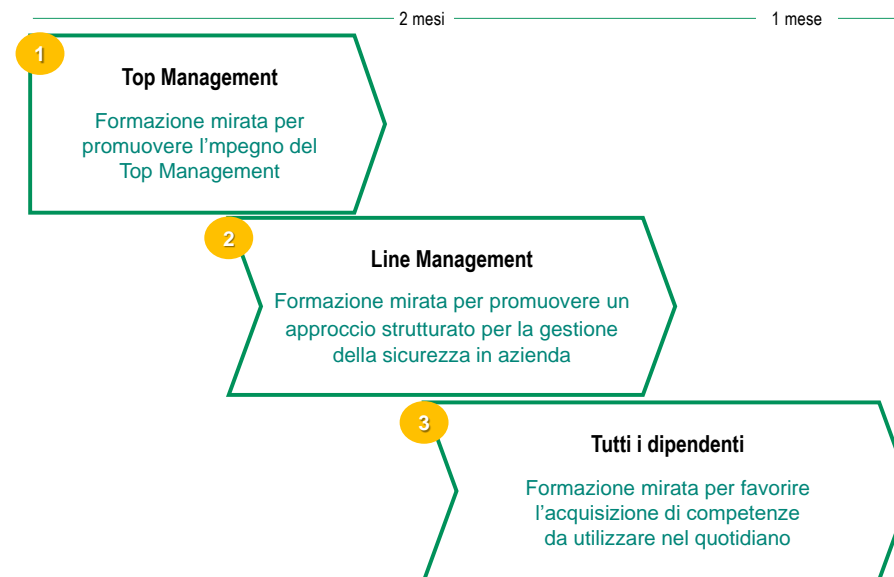 2 mesi
1 mese
1
Top Management
Formazione mirata per
promuovere l’mpegno del
Top Management
2
Line Management
Formazione mirata per promuovere un
approccio strutturato per la gestione
della sicurezza in azienda
3
Tutti i dipendenti
Formazione mirata per favorire
l’acquisizione di competenze
da utilizzare nel quotidiano